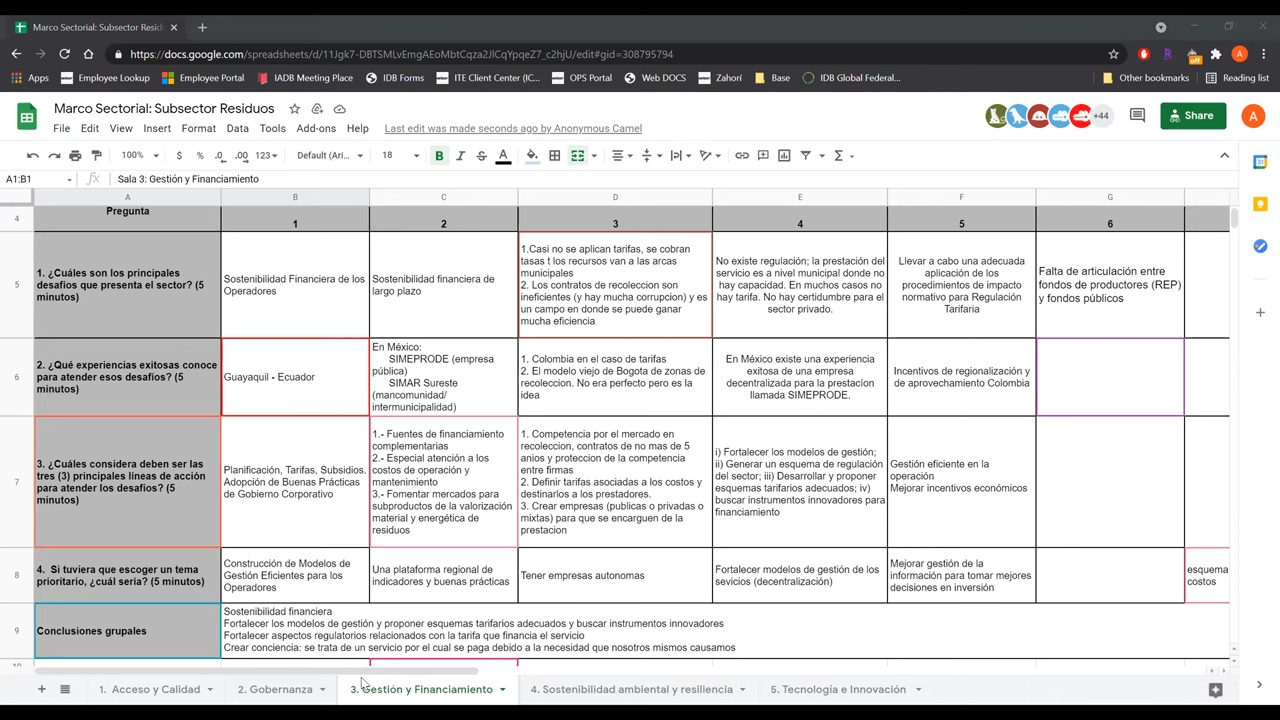 Marco Sectorial: Subsector Resid
https://docs.google.com/spreadsheets/d/11Jgk7-DBTSMLvEmgAEoMbtCqza2JlCqYpqeZ7_c2hjU/edit#gid=308795794
Apps Employee Lookup Employee Portal IADB Meeting Place IDB Forms ITE Client Center (IC... OPS Portal Web DOCS Zahorí Base IDB Global Federal... Other bookmarks Reading list
Marco Sectorial: Subsector Residuos
File Edit View Insert Format Data Tools Add-ons Help Last edit was made seconds ago by Anonymous Camel
+44
Share
A
100% $ % .0 .00 123 Default (Ari... 18 B I S A
A1:B1 fx Sala 3: Gestión y Financiamiento
A B C D E F G
4 Pregunta 1 2 3 4 5 6
5
1. ¿Cuáles son los principales
desafíos que presenta el sector? (5
minutos)
Sostenibilidad Financiera de los
Operadores
Sostenibilidad financiera de
largo plazo
1.Casi no se aplican tarifas, se cobran
tasas t los recursos van a las arcas
municipales
2. Los contratos de recoleccion son
ineficientes (y hay mucha corrupcion) y es
un campo en donde se puede ganar
mucha eficiencia
No existe regulación; la prestación del
servicio es a nivel municipal donde no
hay capacidad. En muchos casos no
hay tarifa. No hay certidumbre para el
sector privado.
Llevar a cabo una adecuada
aplicación de los
procedimientos de impacto
normativo para Regulación
Tarifaria
Falta de articulación entre
fondos de productores (REP)
y fondos públicos
6
2. ¿Qué experiencias exitosas conoce
para atender esos desafíos? (5
minutos)
Guayaquil - Ecuador
En México:
SIMEPRODE (empresa
pública)
SIMAR Sureste
(mancomunidad/
intermunicipalidad)
1. Colombia en el caso de tarifas
2. El modelo viejo de Bogota de zonas de
recoleccion. No era perfecto pero es la
idea
En México existe una experiencia
exitosa de una empresa
decentralizada para la prestacíon
llamada SIMEPRODE.
Incentivos de regionalización y
de aprovechamiento Colombia
7
3. ¿Cuáles considera deben ser las
tres (3) principales líneas de acción
para atender los desafíos? (5
minutos)
Planificación, Tarifas, Subsidios.
Adopción de Buenas Prácticas
de Gobierno Corporativo
1.- Fuentes de financiamiento
complementarias
2.- Especial atención a los
costos de operación y
mantenimiento
3.- Fomentar mercados para
subproductos de la valorización
material y energética de
residuos
1. Competencia por el mercado en
recoleccion, contratos de no mas de 5
anios y proteccion de la competencia
entre firmas
2. Definir tarifas asociadas a los costos y
destinarlos a los prestadores.
3. Crear empresas (publicas o privadas o
mixtas) para que se encarguen de la
prestacion
i) Fortalecer los modelos de gestión;
ii) Generar un esquema de regulación
del sector; iii) Desarrollar y proponer
esquemas tarifarios adecuados; iv)
buscar instrumentos innovadores para
financiamiento
Gestión eficiente en la
operación
Mejorar incentivos económicos
8
4. Si tuviera que escoger un tema
prioritario, ¿cuál sería? (5 minutos)
Construcción de Modelos de
Gestión Eficientes para los
Operadores
Una plataforma regional de
indicadores y buenas prácticas
Tener empresas autonomas
Fortalecer modelos de gestión de los
sevicios (decentralización)
Mejorar gestión de la
información para tomar mejores
decisiones en inversión
esquema
costos
9
Conclusiones grupales
Sostenibilidad financiera
Fortalecer los modelos de gestión y proponer esquemas tarifarios adecuados y buscar instrumentos innovadores
Fortalecer aspectos regulatorios relacionados con la tarifa que financia el servicio
Crear conciencia: se trata de un servicio por el cual se paga debido a la necesidad que nosotros mismos causamos
10
1. Acceso y Calidad 2. Gobernanza 3. Gestión y Financiamiento 4. Sostenibilidad ambiental y resiliencia 5. Tecnología e Innovación